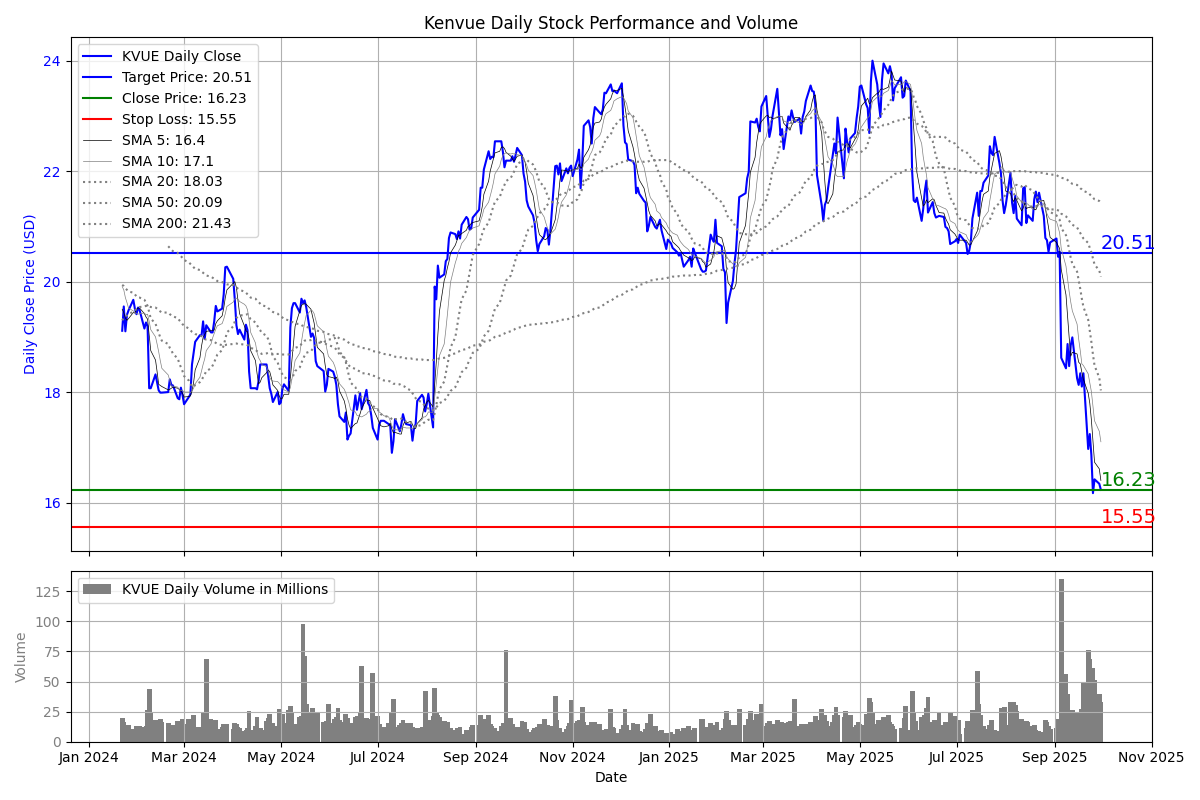 Kenvue Daily Stock Performance and Volume
KVUE Daily Close
Target Price: 20.51
Close Price: 16.23
Stop Loss: 15.55
SMA 5: 16.4
SMA 10: 17.1
SMA 20: 18.03
SMA 50: 20.09
SMA 200: 21.43
Daily Close Price (USD)
24
22
20
18
16
20.51
16.23
15.55
KVUE Daily Volume in Millions
Volume
125
100
75
50
25
0
Jan 2024 Mar 2024 May 2024 Jul 2024 Sep 2024 Nov 2024 Jan 2025 Mar 2025 May 2025 Jul 2025 Sep 2025 Nov 2025
Date